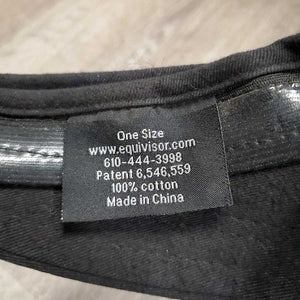 One Size
www.equivisor.com
610-444-3998
Patent 6,546,559
100% cotton
Made in China